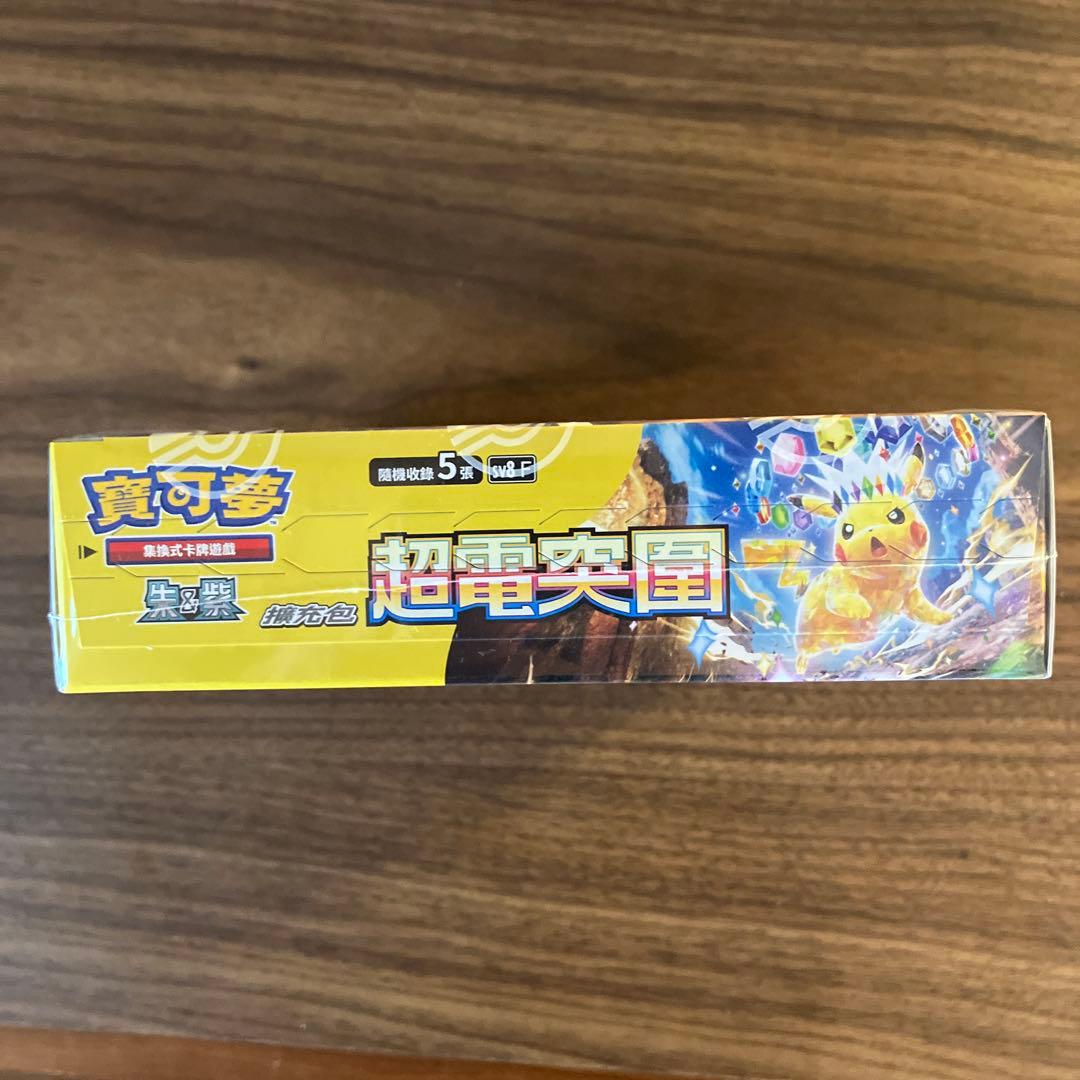 寶可夢
TM
集換式卡牌遊戲
朱&紫
擴充包
隨機收錄5張
SV8 F
超電突圍